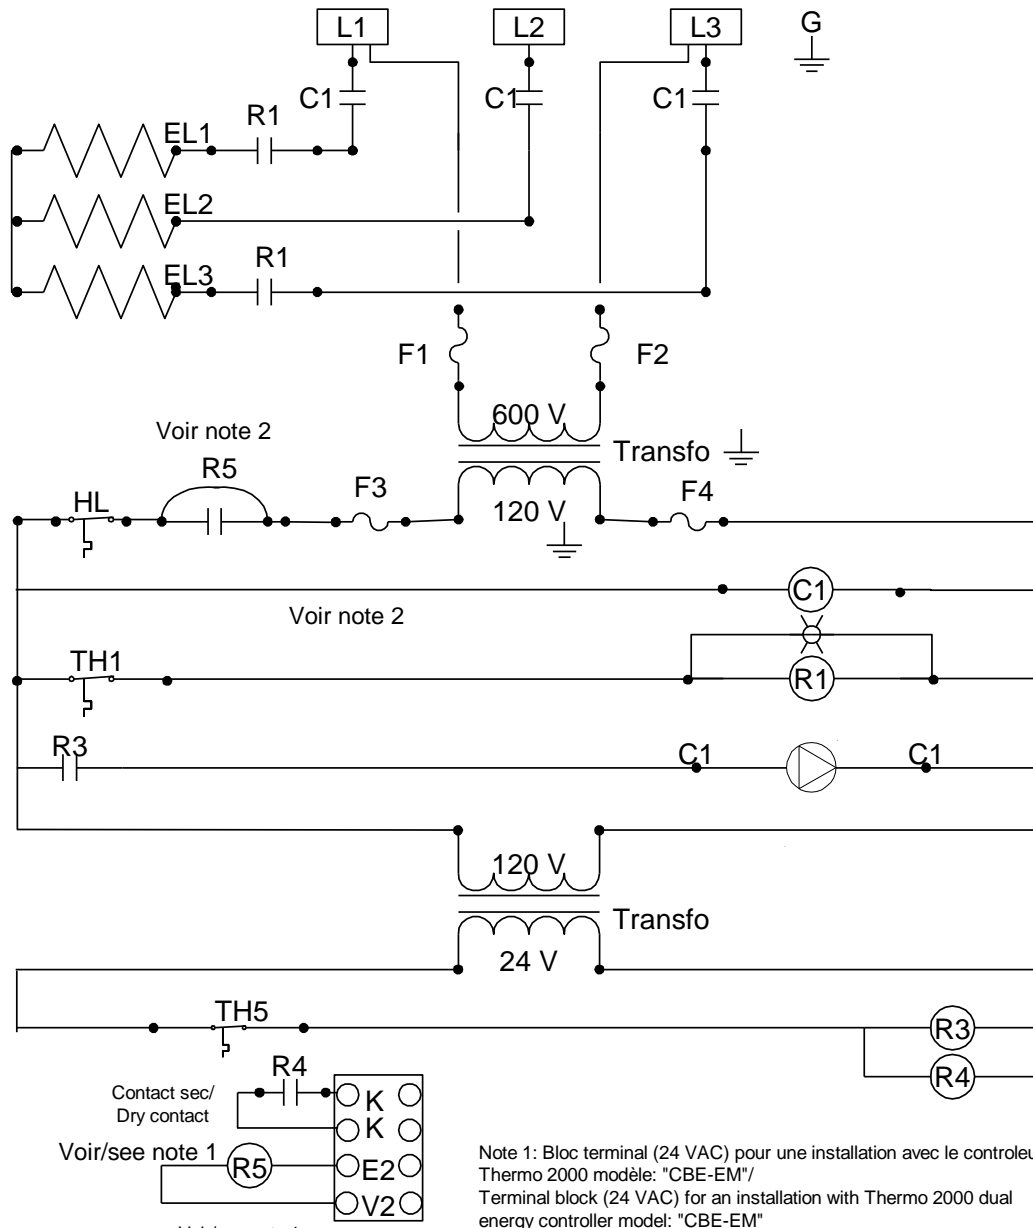 L1 L2 L3 G
C1 C1 C1
R1
EL1
EL2
R1
EL3
F1 F2
600 V
Voir note 2
Transfo
R5
F3 F4
HL
120 V
C1
Voir note 2
TH1
R1
R3
C1 C1
120 V
Transfo
24 V
TH5
R3
R4
R4
Contact sec/
Dry contact
K
K
Voir/see note 1
R5
E2
V2
Note 1: Bloc terminal (24 VAC) pour une installation avec le controleu
Thermo 2000 modèle: "CBE-EM"/
Terminal block (24 VAC) for an installation with Thermo 2000 dual
energy controller model: "CBE-EM"